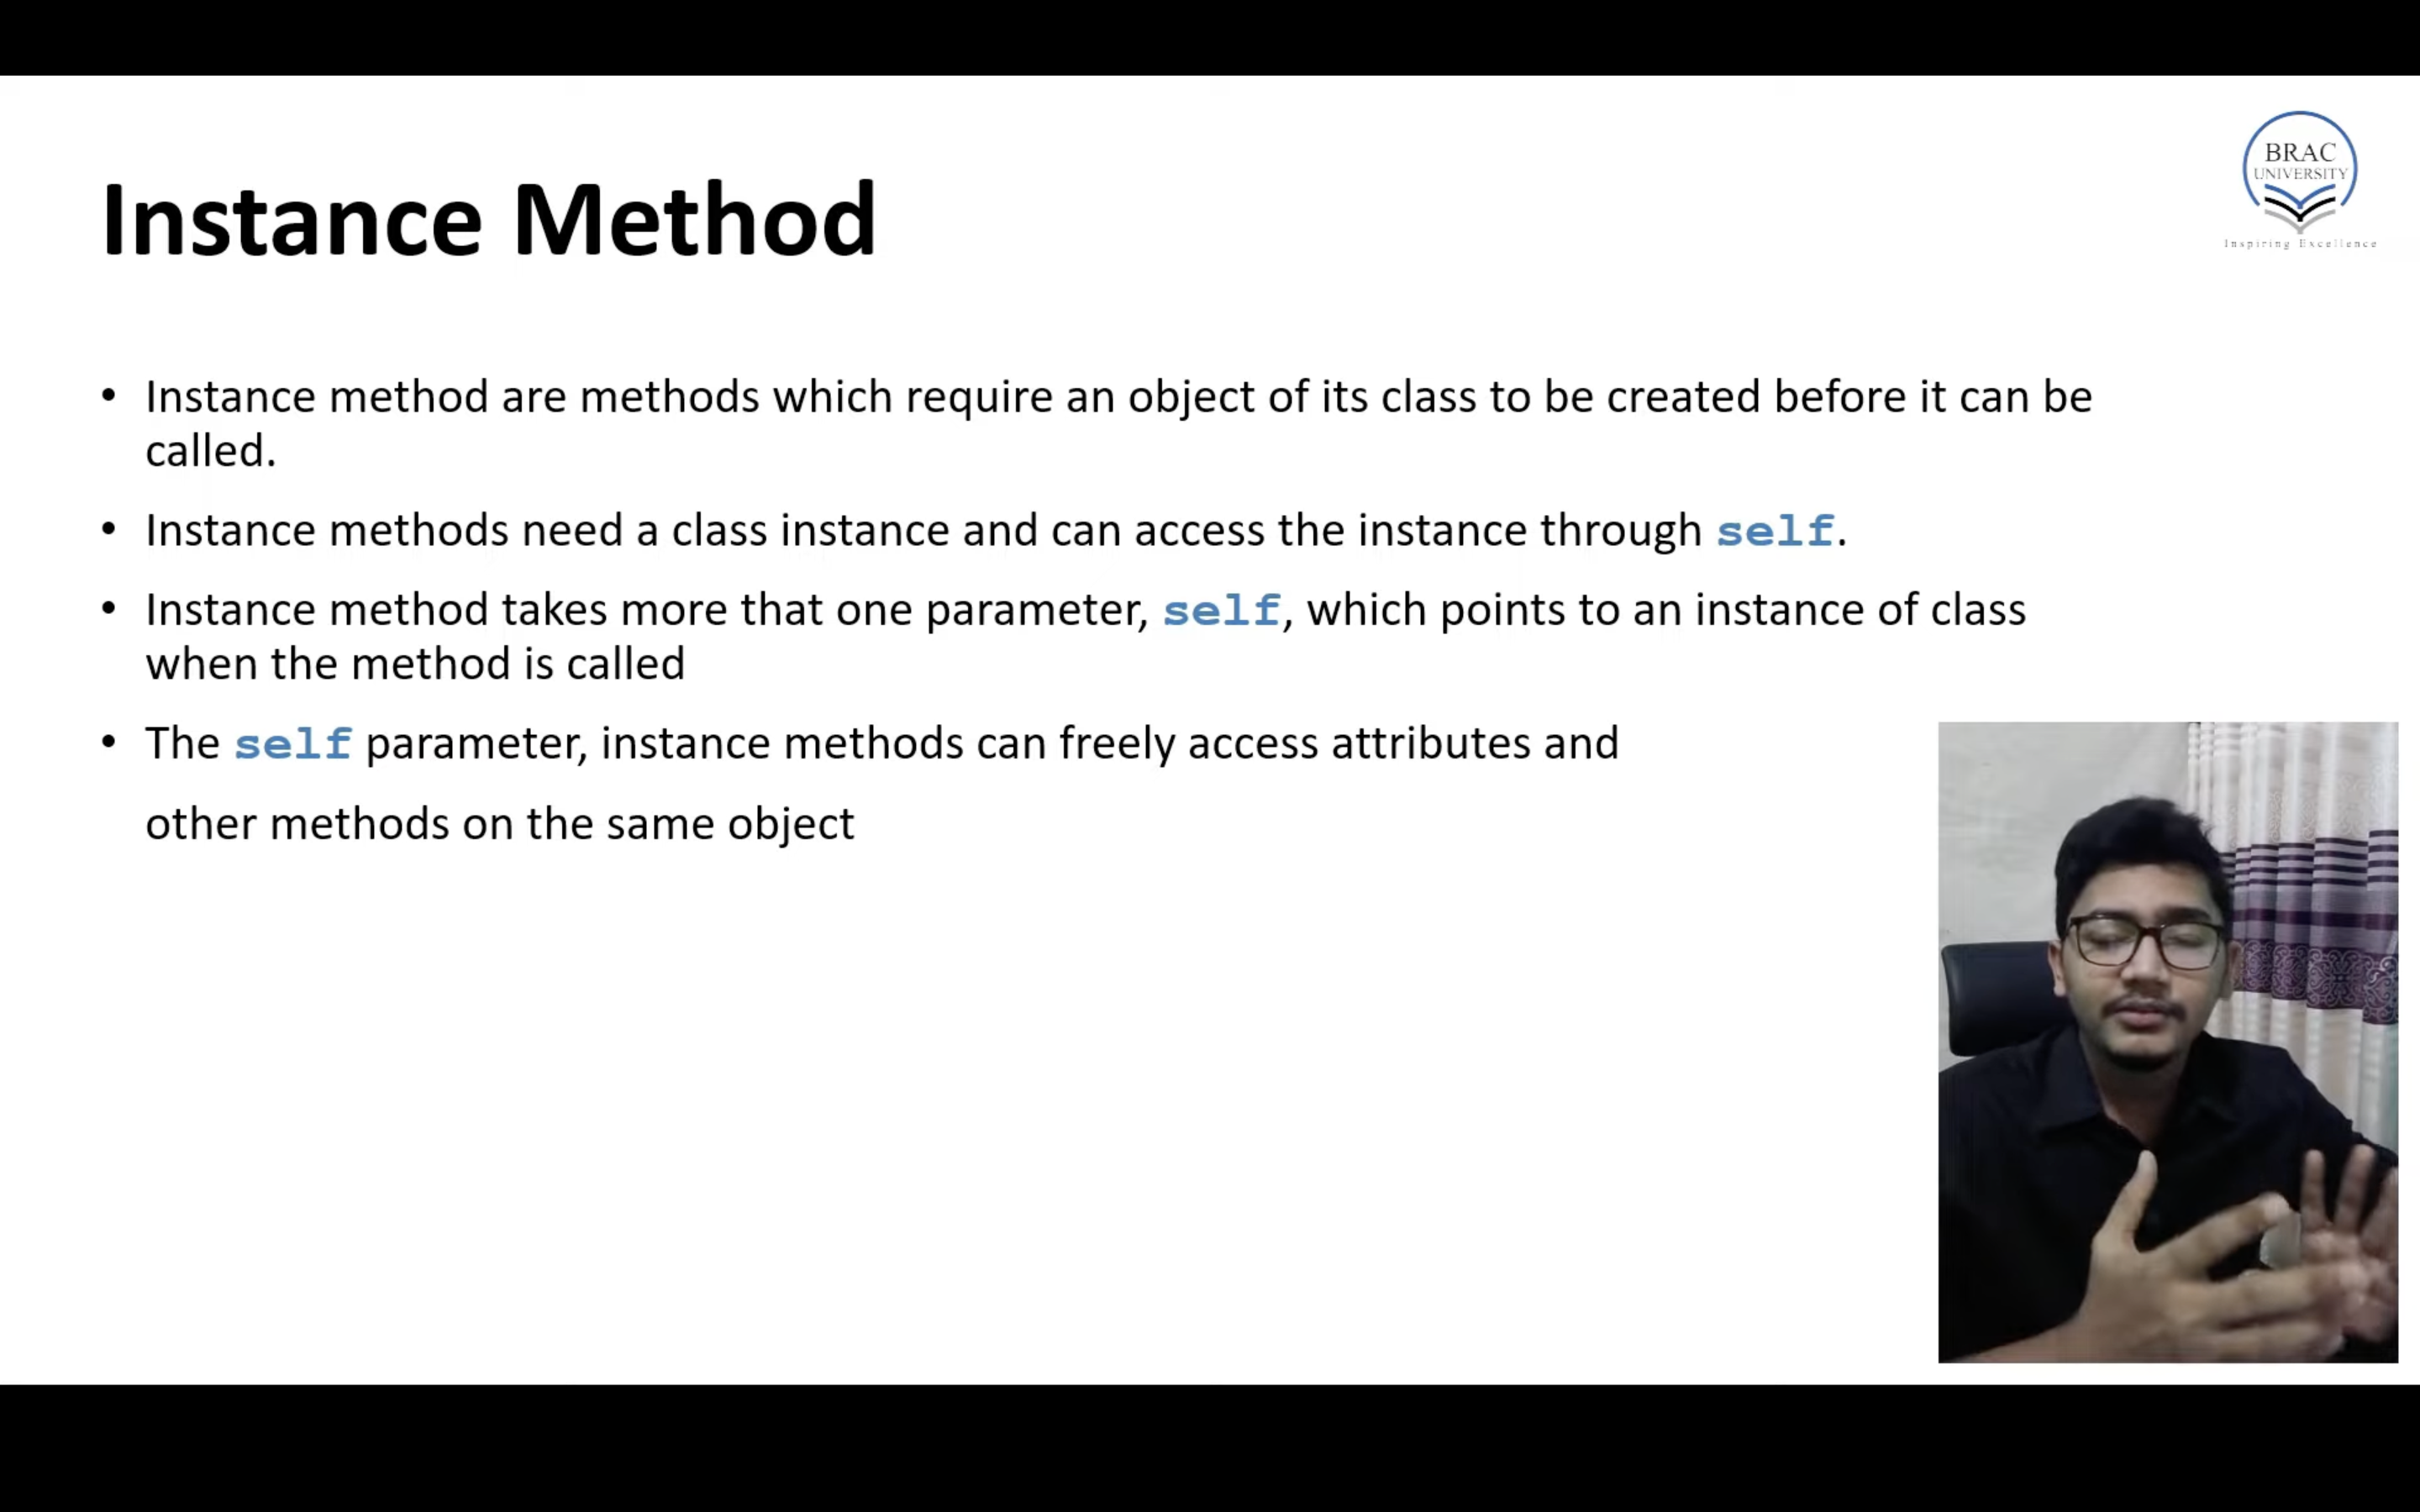 BRAC
UNIVERSITY
Inspiring Excellence
Instance Method
• Instance method are methods which require an object of its class to be created before it can be
called.
• Instance methods need a class instance and can access the instance through self.
• Instance method takes more that one parameter, self, which points to an instance of class
when the method is called
• The self parameter, instance methods can freely access attributes and
other methods on the same object